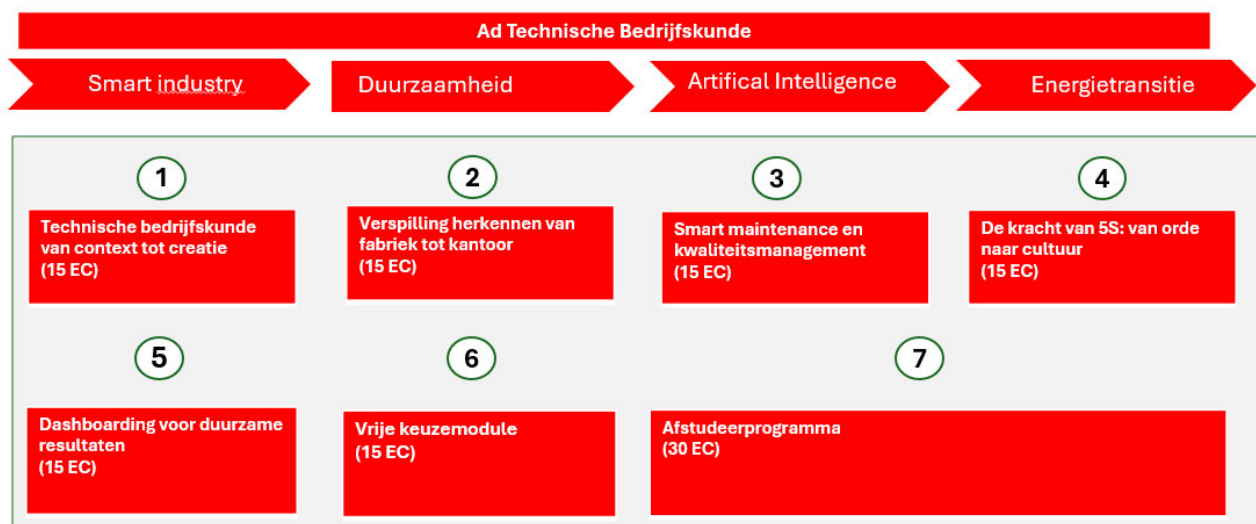 Ad Technische Bedrijfskunde
Smart industry
Duurzaamheid
Artifical Intelligence
Energietransitie
1
2
3
4
Technische bedrijfskunde
van context tot creatie
(15 EC)
Verspilling herkennen van
fabriek tot kantoor
(15 EC)
Smart maintenance en
kwaliteitsmanagement
(15 EC)
De kracht van 5S: van orde
naar cultuur
(15 EC)
5
6
7
Dashboarding voor duurzame
resultaten
(15 EC)
Vrije keuzemodule
(15 EC)
Afstudeerprogramma
(30 EC)